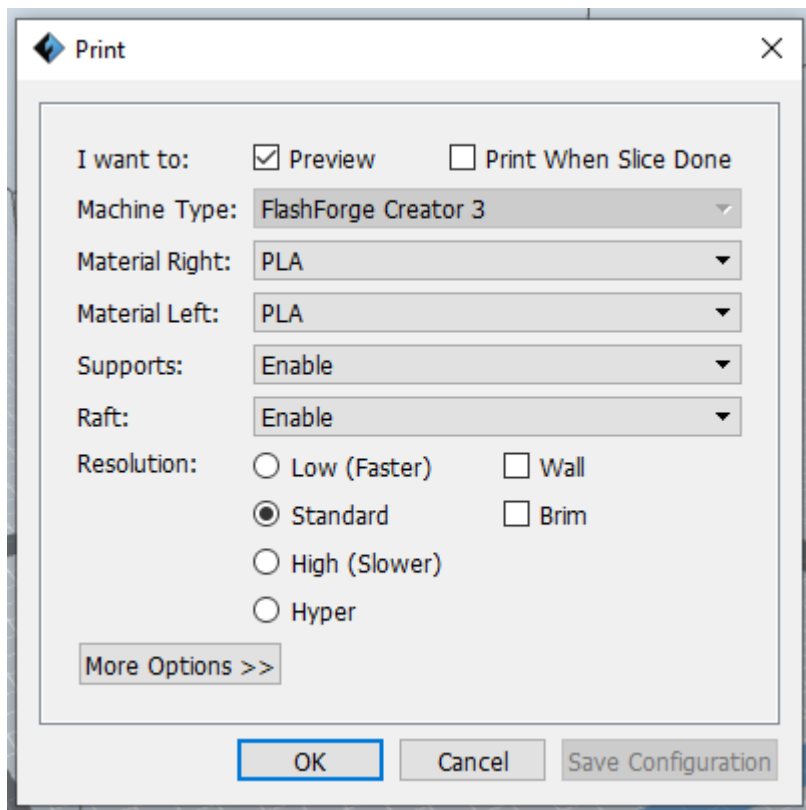 Print
I want to: Preview Print When Slice Done
Machine Type: FlashForge Creator 3
Material Right: PLA
Material Left: PLA
Supports: Enable
Raft: Enable
Resolution: Low (Faster) Wall
Standard Brim
High (Slower)
Hyper
More Options >>
OK Cancel Save Configuration